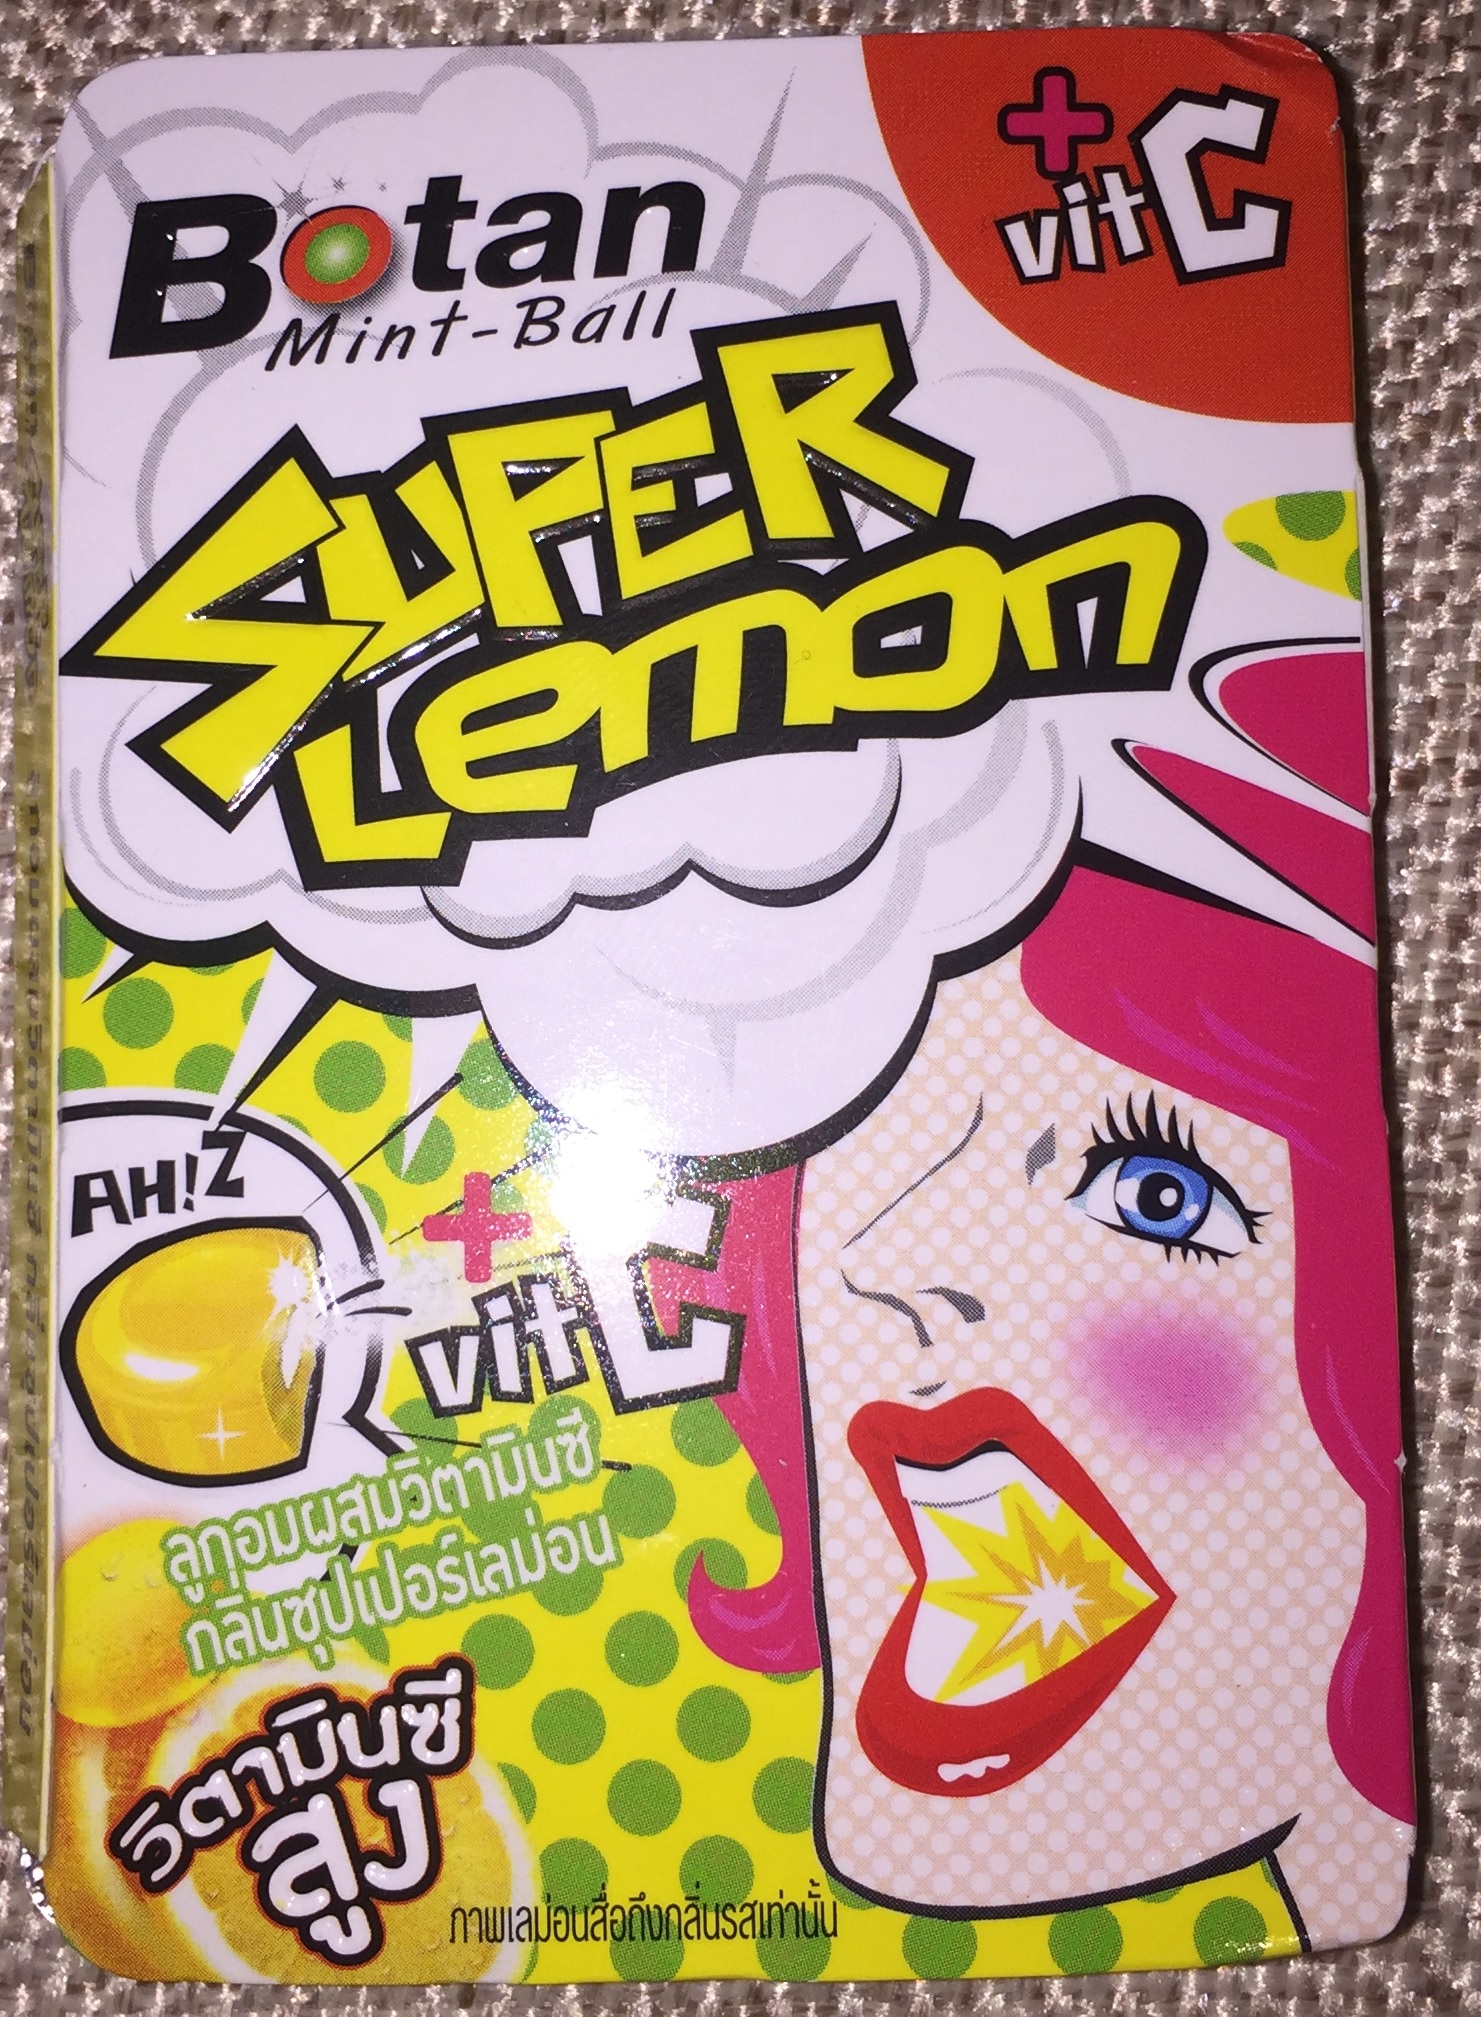 +
vitC
Botan
Mint-Ball
SUPER
Lemon
AH!Z
+
vitC
ลูกอมผสมวิตามินซี
กลิ่นซุปเปอร์เลม่อน
วิตามินซี
สูง
ภาพเลม่อนสื่อถึงกลิ่นรสเท่านั้น